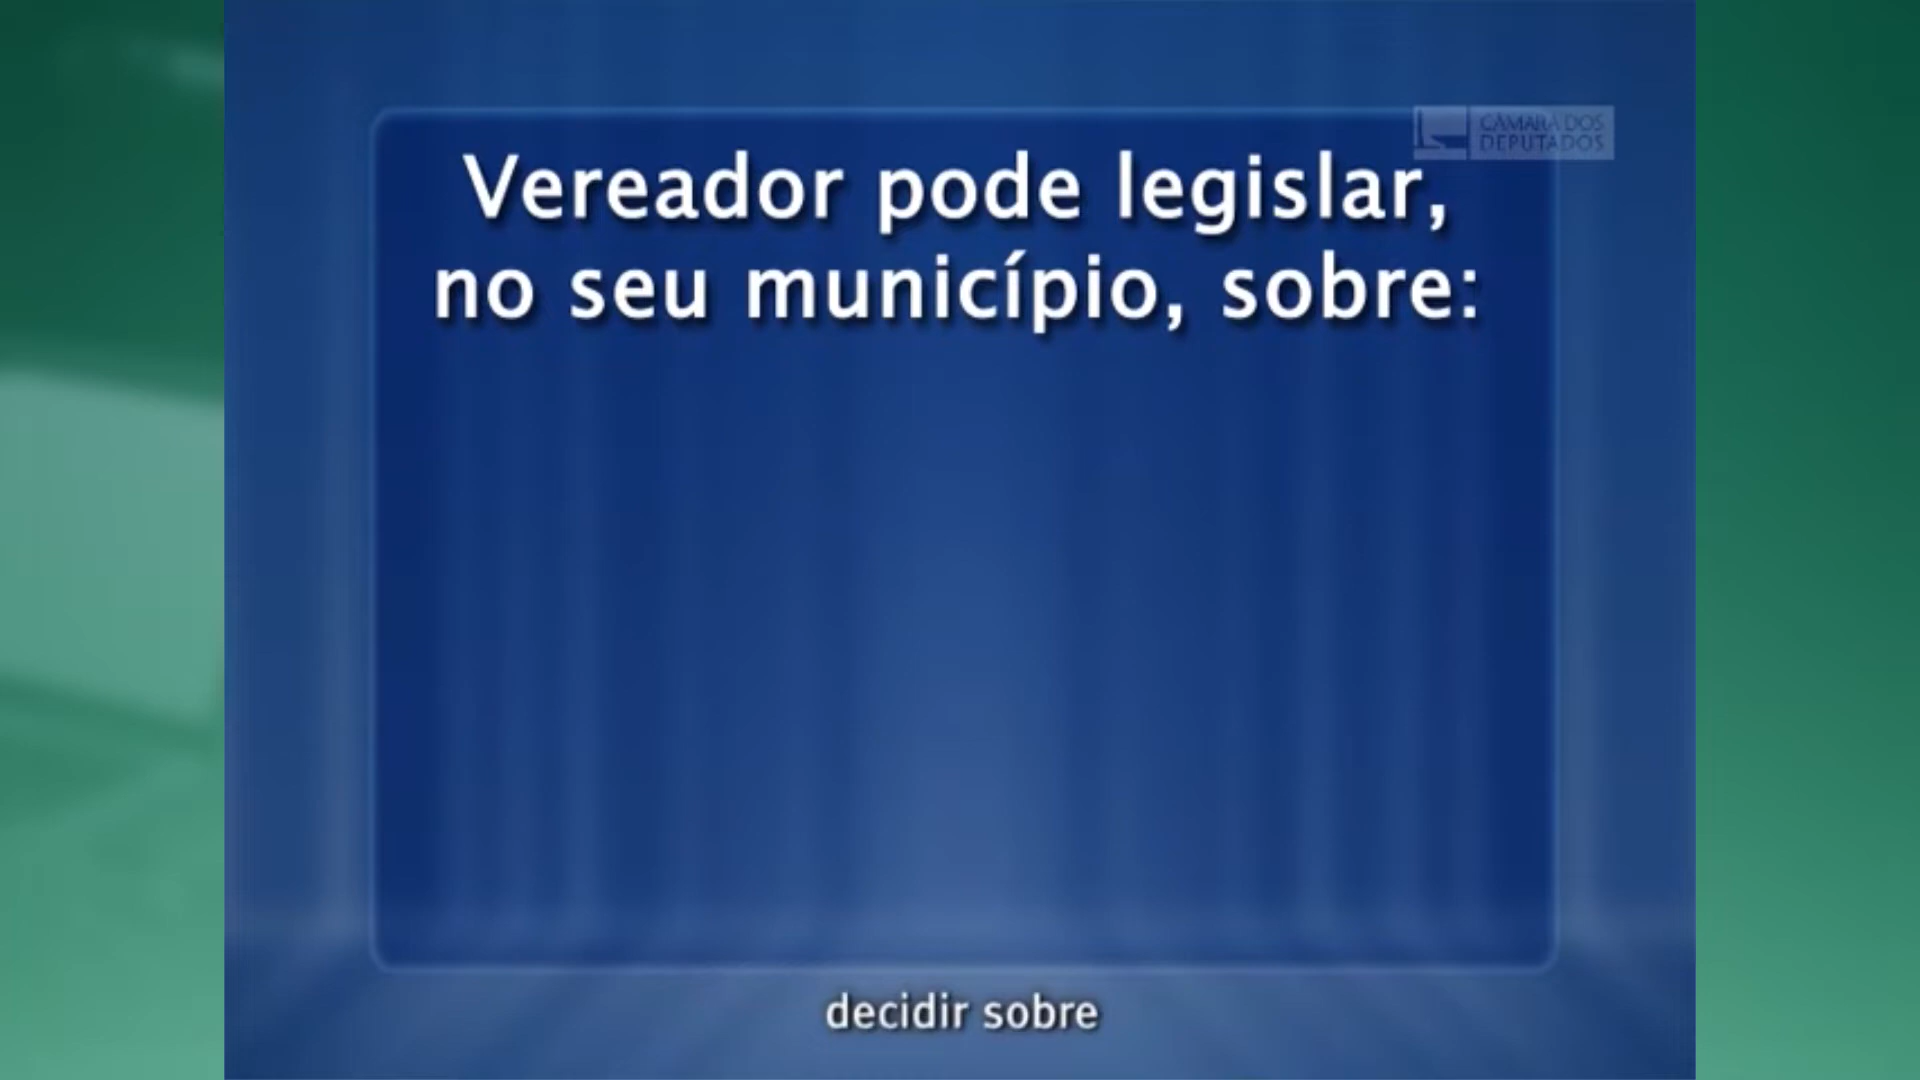 CÂMARA DOS
DEPUTADOS
Vereador pode legislar,
no seu município, sobre:
decidir sobre